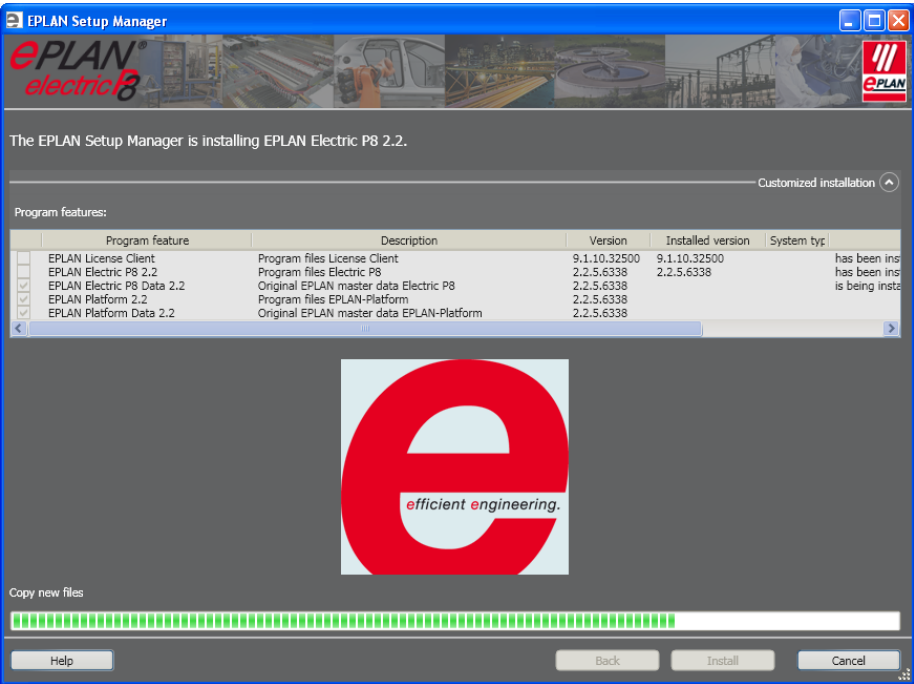 EPLAN Setup Manager
ePLAN®
electric P8
ePLAN
The EPLAN Setup Manager is installing EPLAN Electric P8 2.2.
Customized installation
Program features:
Program feature Description Version Installed version System typ
EPLAN License Client Program files License Client 9.1.10.32500 9.1.10.32500 has been ins
EPLAN Electric P8 2.2 Program files Electric P8 2.2.5.6338 2.2.5.6338 has been ins
EPLAN Electric P8 Data 2.2 Original EPLAN master data Electric P8 2.2.5.6338 is being insta
EPLAN Platform 2.2 Program files EPLAN-Platform 2.2.5.6338
EPLAN Platform Data 2.2 Original EPLAN master data EPLAN-Platform 2.2.5.6338
e
efficient engineering.
Copy new files
Help Back Install Cancel